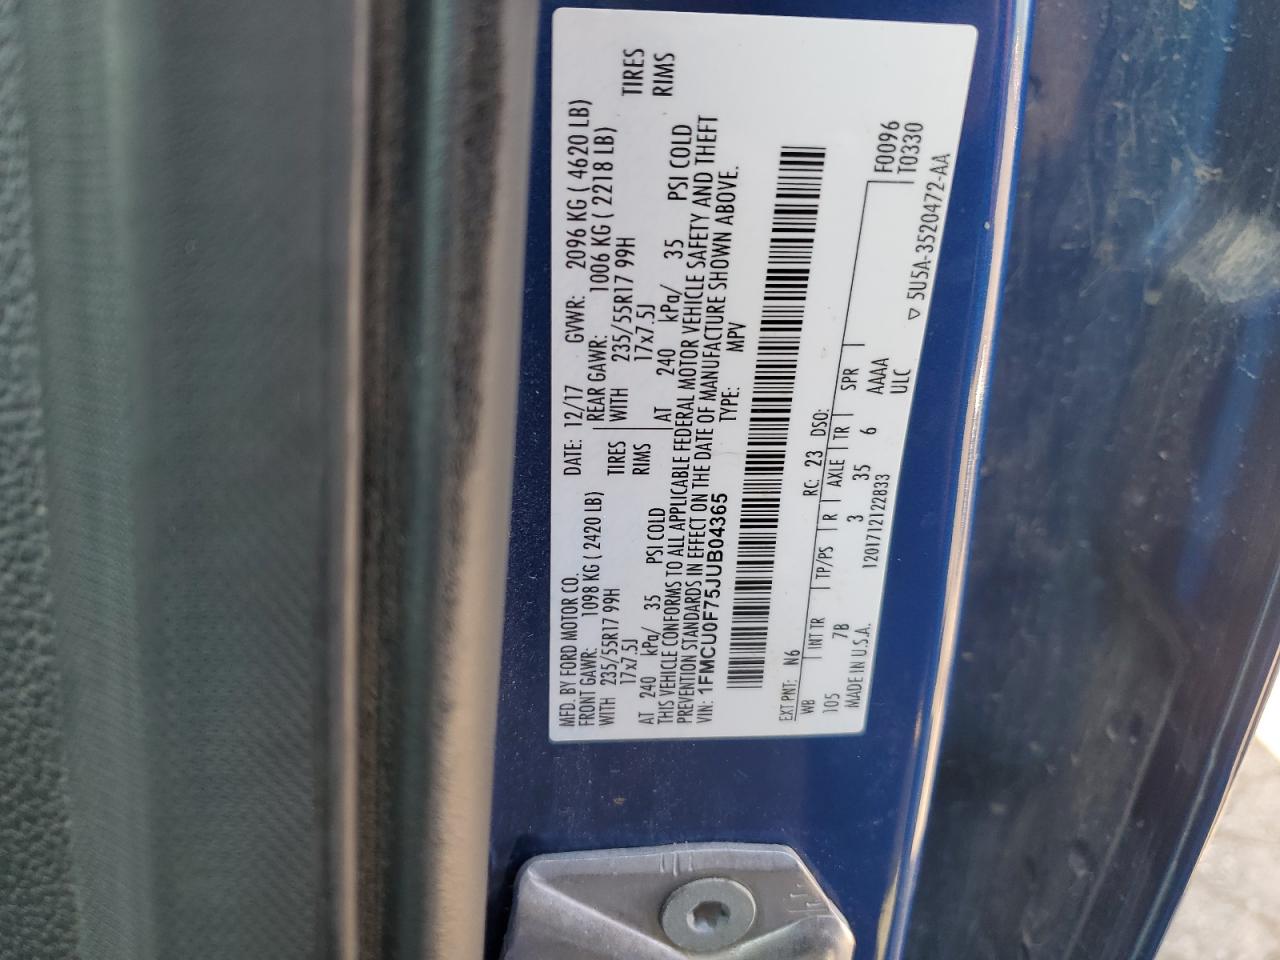 MFD. BY FORD MOTOR CO.
DATE: 12/17 GVWR: 2096 KG ( 4620 LB)
FRONT GAWR: 1098 KG ( 2420 LB)
REAR GAWR: 1006 KG ( 2218 LB)
WITH 235/55R17 99H TIRES
WITH 235/55R17 99H TIRES
17x7.5J RIMS
17x7.5J RIMS
AT 240 kPa/ 35 PSI COLD
AT 240 kPa/ 35 PSI COLD
THIS VEHICLE CONFORMS TO ALL APPLICABLE FEDERAL MOTOR VEHICLE SAFETY AND THEFT
PREVENTION STANDARDS IN EFFECT ON THE DATE OF MANUFACTURE SHOWN ABOVE.
VIN: 1FMCU0F75JUB04365 TYPE: MPV
EXT PNT: N6 RC: 23 DSO:
WB INT TR TP/PS R AXLE TR SPR F0096
105 7B 3 35 6 AAAA T0330
ULC
MADE IN U.S.A. 1201712122833 ▽ 5U5A-3520472-AA